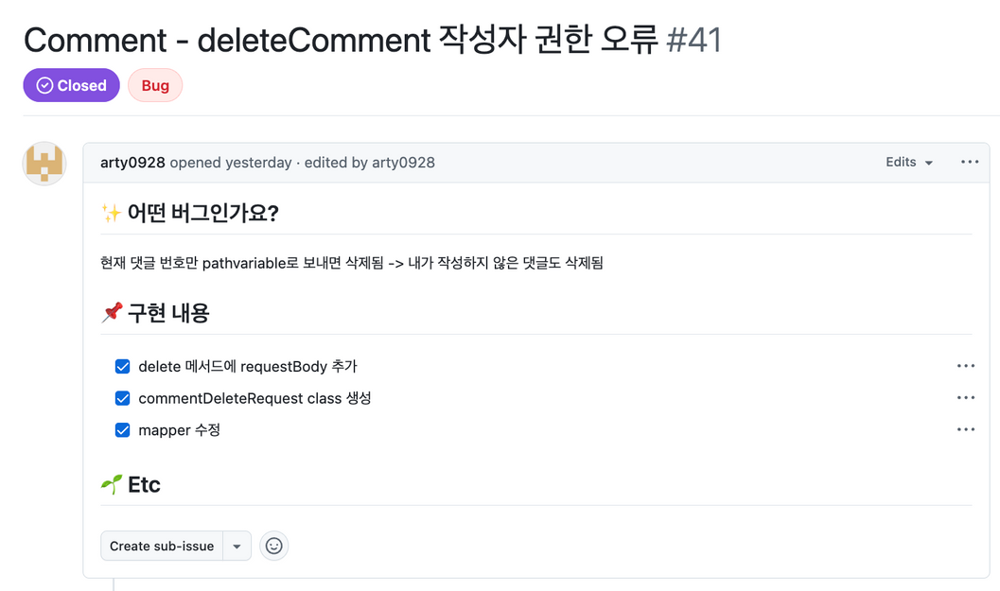 Comment - deleteComment 작성자 권한 오류 #41
Closed
Bug
arty0928 opened yesterday · edited by arty0928
Edits
✨ 어떤 버그인가요?
현재 댓글 번호만 pathvariable로 보내면 삭제됨 -> 내가 작성하지 않은 댓글도 삭제됨
📌 구현 내용
delete 메서드에 requestBody 추가
commentDeleteRequest class 생성
mapper 수정
🌱 Etc
Create sub-issue